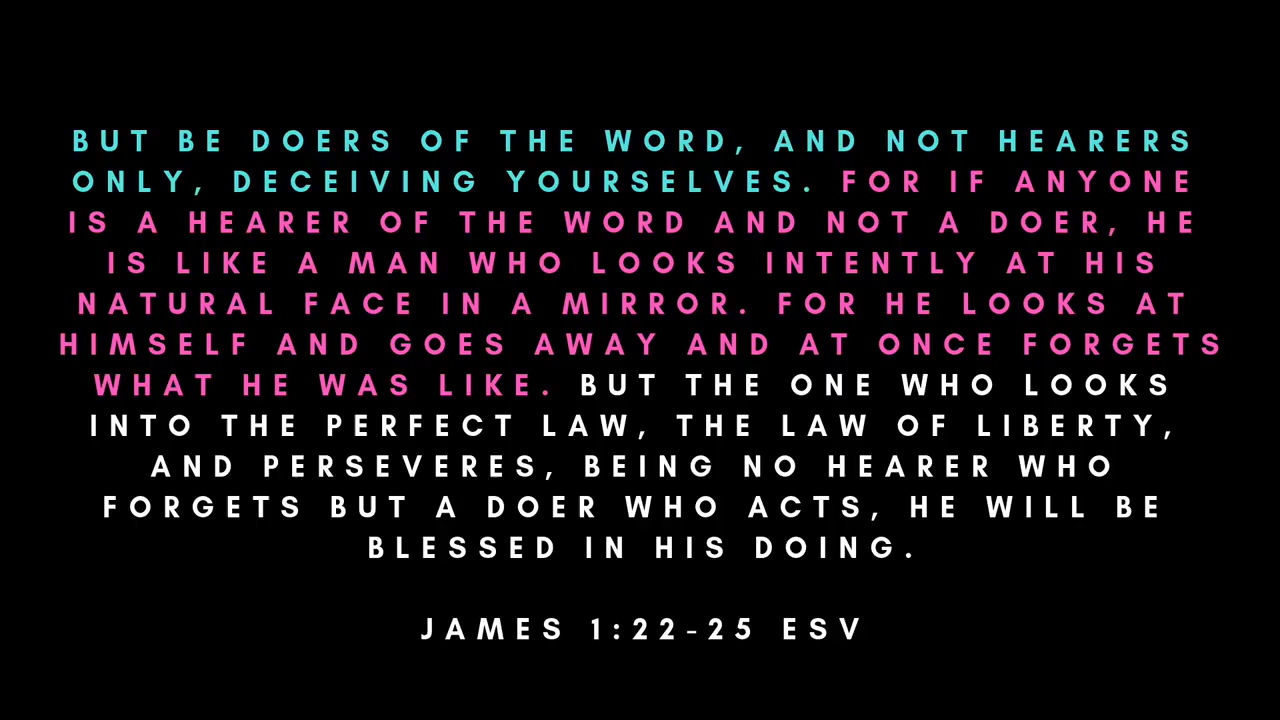 BUT BE DOERS OF THE WORD, AND NOT HEARERS
ONLY, DECEIVING YOURSELVES. FOR IF ANYONE
IS A HEARER OF THE WORD AND NOT A DOER, HE
IS LIKE A MAN WHO LOOKS INTENTLY AT HIS
NATURAL FACE IN A MIRROR. FOR HE LOOKS AT
HIMSELF AND GOES AWAY AND AT ONCE FORGETS
WHAT HE WAS LIKE. BUT THE ONE WHO LOOKS
INTO THE PERFECT LAW, THE LAW OF LIBERTY,
AND PERSEVERES, BEING NO HEARER WHO
FORGETS BUT A DOER WHO ACTS, HE WILL BE
BLESSED IN HIS DOING.
JAMES 1:22-25 ESV